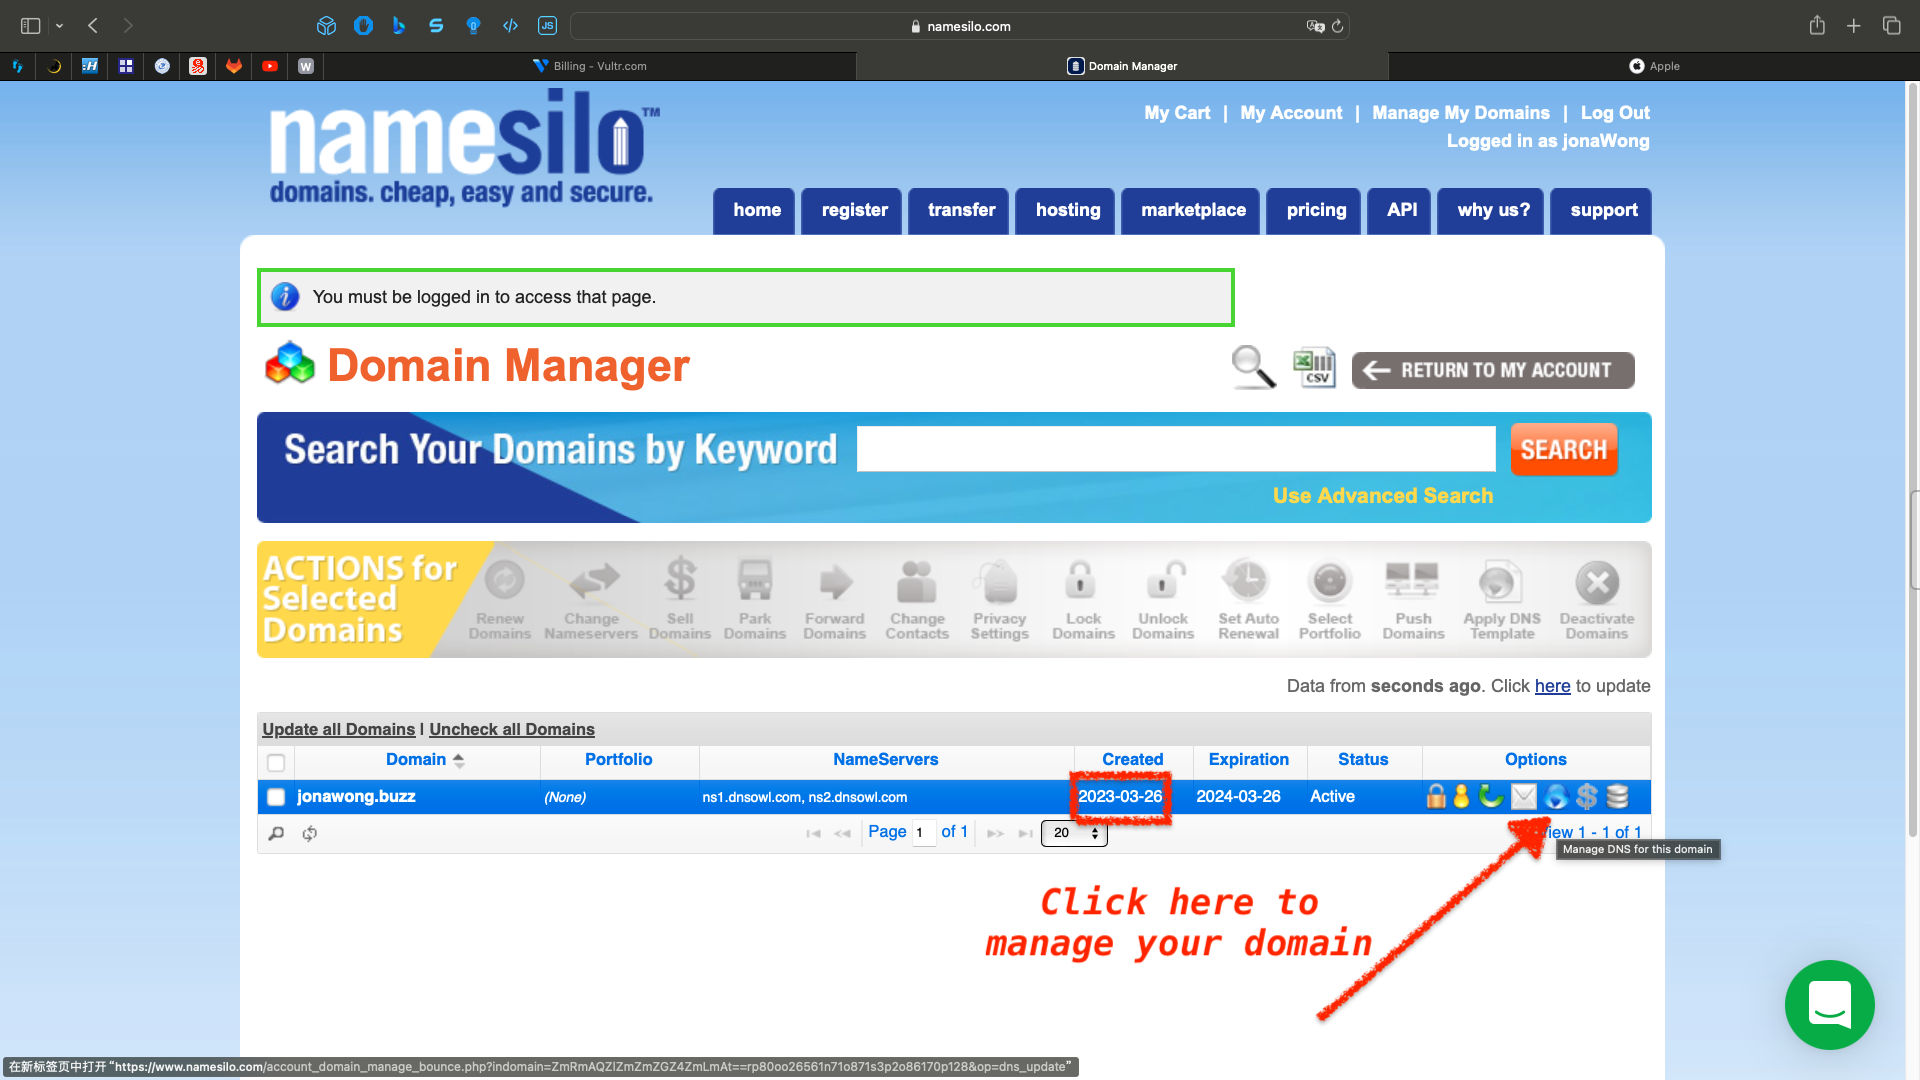 namesilo.com
Billing - Vultr.com
Domain Manager
Apple
namesilo™
domains. cheap, easy and secure.
My Cart | My Account | Manage My Domains | Log Out
Logged in as jonaWong
home register transfer hosting marketplace pricing API why us? support
You must be logged in to access that page.
Domain Manager
CSV
RETURN TO MY ACCOUNT
Search Your Domains by Keyword
SEARCH
Use Advanced Search
ACTIONS for
Selected
Domains
Renew Domains
Change Nameservers
Sell Domains
Park Domains
Forward Domains
Change Contacts
Privacy Settings
Lock Domains
Unlock Domains
Set Auto Renewal
Select Portfolio
Push Domains
Apply DNS Template
Deactivate Domains
Data from seconds ago. Click here to update
Update all Domains | Uncheck all Domains
Domain Portfolio NameServers Created Expiration Status Options
jonawong.buzz (None) ns1.dnsowl.com, ns2.dnsowl.com 2023-03-26 2024-03-26 Active
Page 1 of 1 20 iew 1 - 1 of 1
Manage DNS for this domain
Click here to
manage your domain
在新标签页中打开“https://www.namesilo.com/account_domain_manage_bounce.php?indomain=ZmRmAQZlZmZmZGZ4ZmLmAt==rp80oo26561n71o871s3p2o86170p128&op=dns_update”